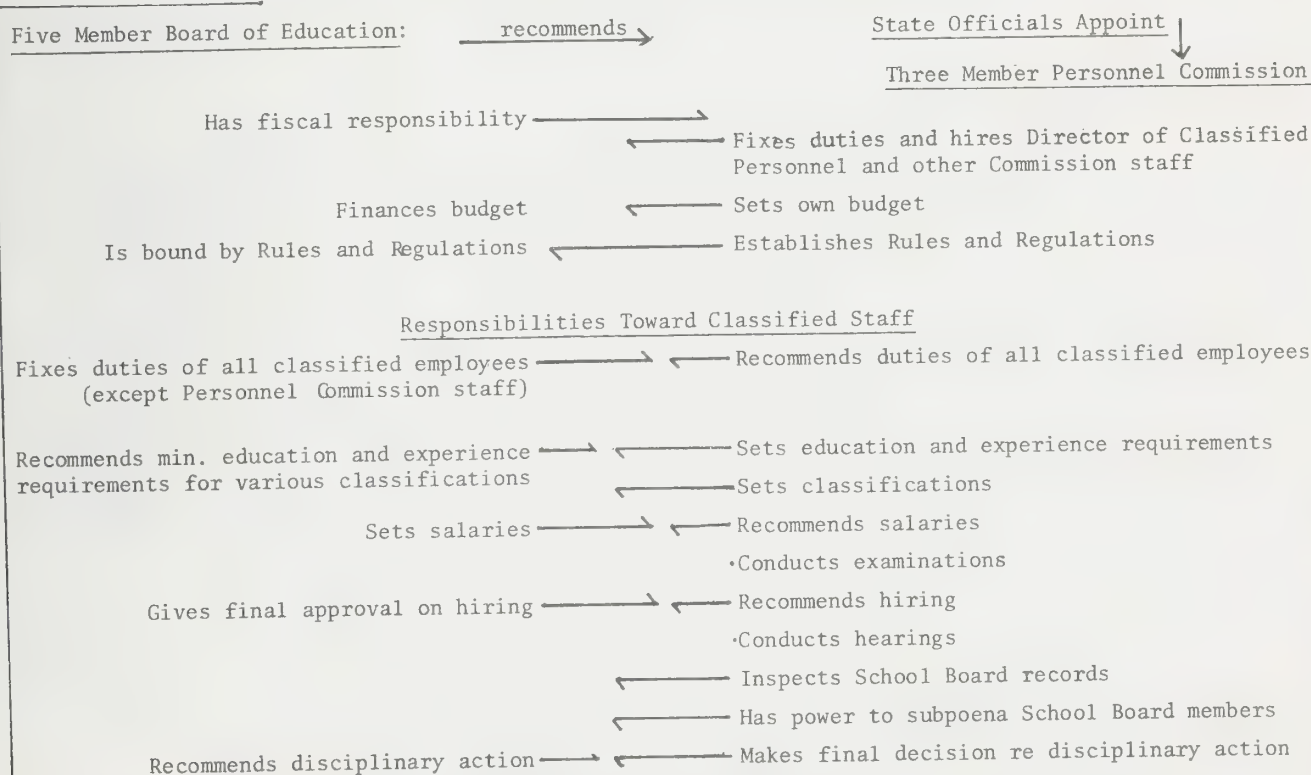 Five Member Board of Education: recommends State Officials Appoint
Three Member Personnel Commission
Has fiscal responsibility
Fixes duties and hires Director of Classified
Personnel and other Commission staff
Finances budget Sets own budget
Is bound by Rules and Regulations Establishes Rules and Regulations
Responsibilities Toward Classified Staff
Fixes duties of all classified employees Recommends duties of all classified employees
(except Personnel Commission staff)
Recommends min. education and experience Sets education and experience requirements
requirements for various classifications
Sets classifications
Sets salaries Recommends salaries
·Conducts examinations
Gives final approval on hiring Recommends hiring
·Conducts hearings
Inspects School Board records
Has power to subpoena School Board members
Recommends disciplinary action Makes final decision re disciplinary action